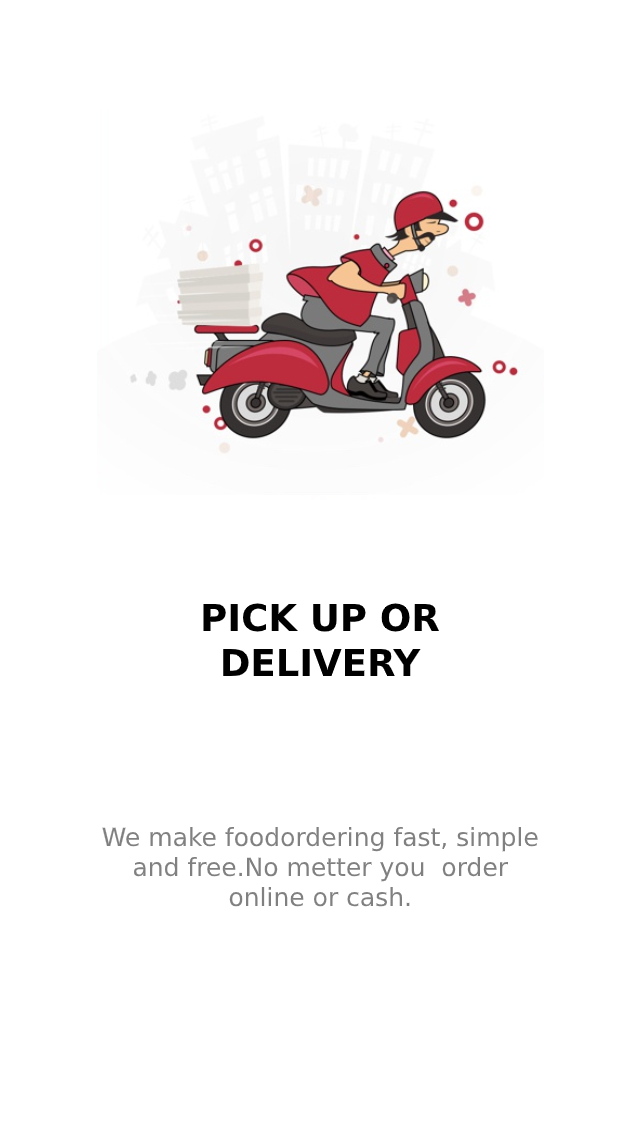 PICK UP OR
DELIVERY
We make foodordering fast, simple
and free.No metter you  order
online or cash.